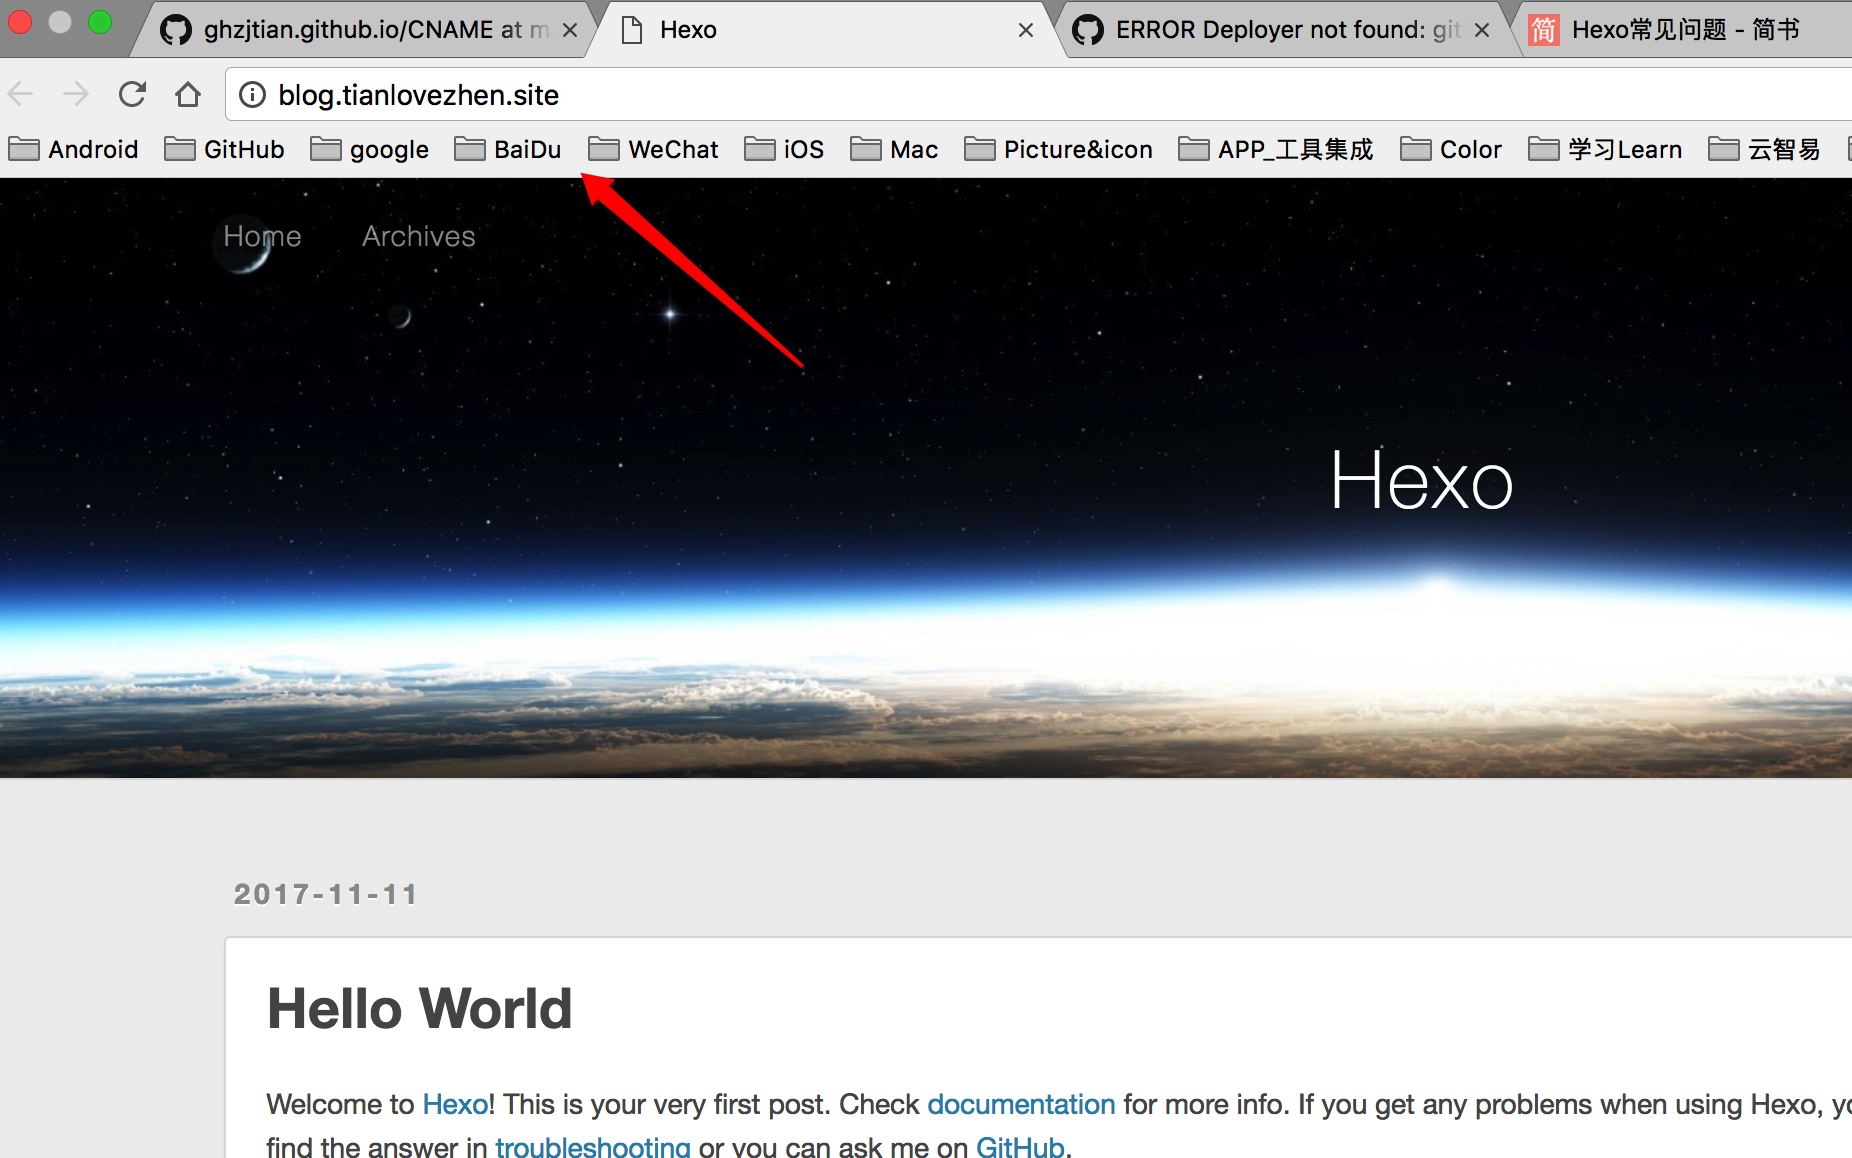 ghzjtian.github.io/CNAME at m
Hexo
ERROR Deployer not found: git
简 Hexo常见问题 - 简书
blog.tianlovezhen.site
Android GitHub google BaiDu WeChat iOS Mac Picture&icon APP_工具集成 Color 学习Learn 云智易
Home Archives
Hexo
2017-11-11
Hello World
Welcome to Hexo! This is your very first post. Check documentation for more info. If you get any problems when using Hexo, yo
find the answer in troubleshooting or you can ask me on GitHub.